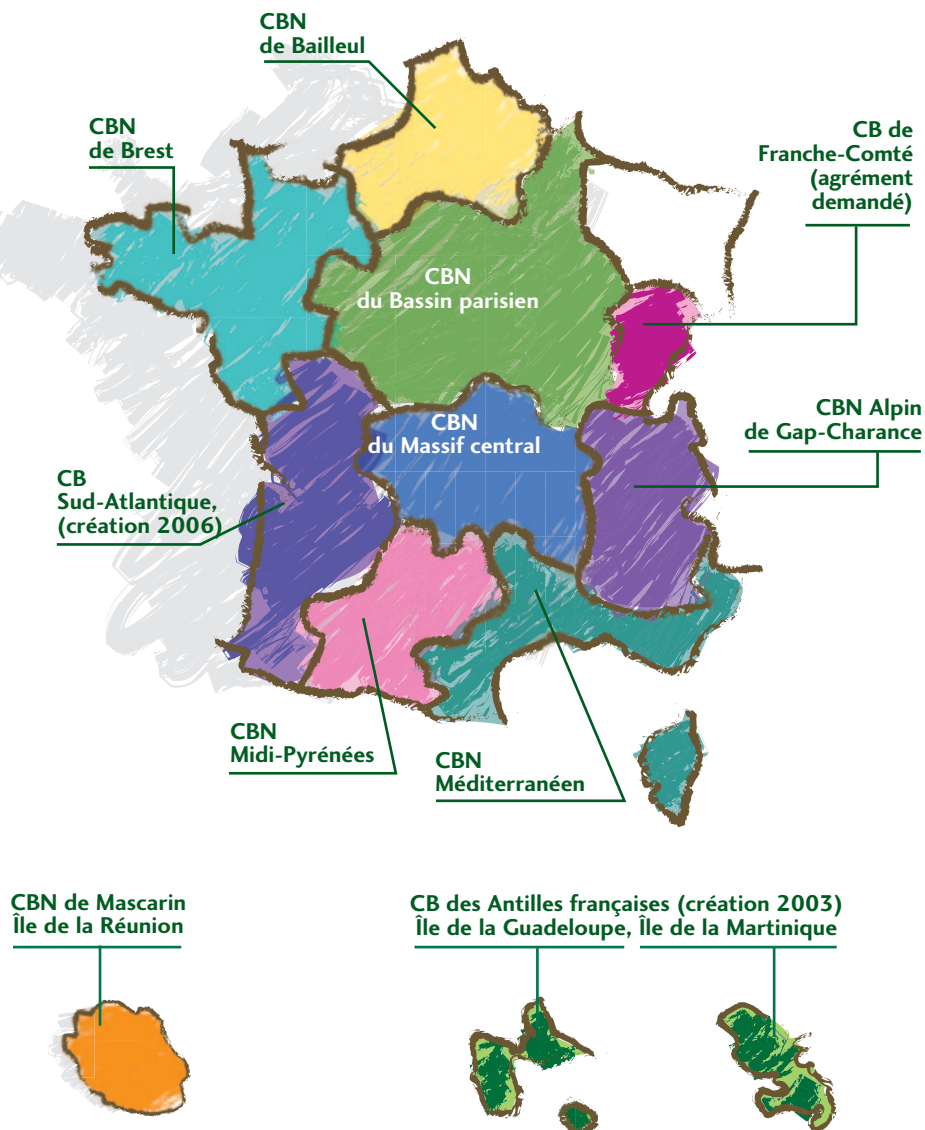 CBN
de Bailleul
CBN
de Brest
CB de
Franche-Comté
(agrément
demandé)
CBN
du Bassin parisien
CBN Alpin
de Gap-Charance
CBN
du Massif central
CB
Sud-Atlantique,
(création 2006)
CBN
Midi-Pyrénées
CBN
Méditerranéen
CBN de Mascarin
Île de la Réunion
CB des Antilles françaises (création 2003)
Île de la Guadeloupe, Île de la Martinique